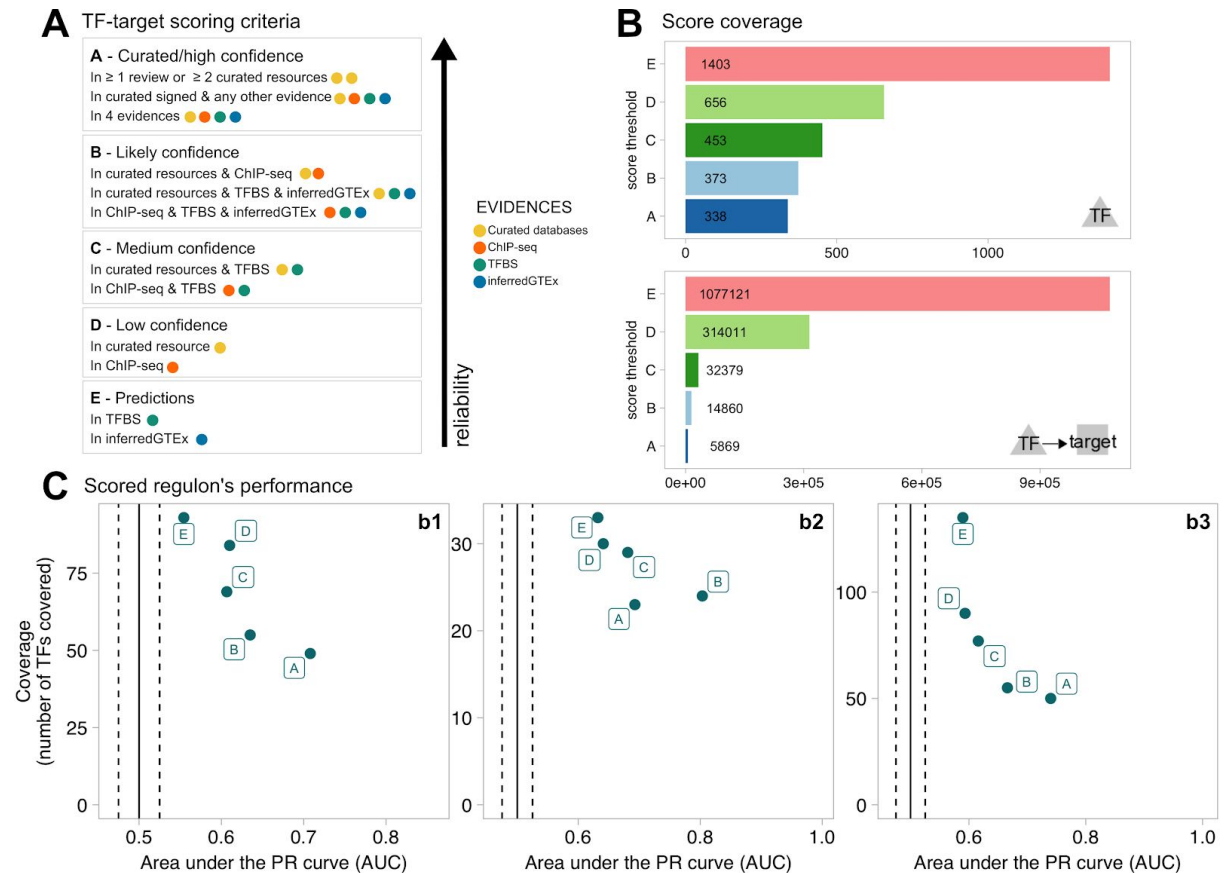 A TF-target scoring criteria
A - Curated/high confidence
In ≥ 1 review or ≥ 2 curated resources
In curated signed & any other evidence
In 4 evidences
B - Likely confidence
In curated resources & ChIP-seq
In curated resources & TFBS & inferredGTEx
In ChIP-seq & TFBS & inferredGTEx
C - Medium confidence
In curated resources & TFBS
In ChIP-seq & TFBS
D - Low confidence
In curated resource
In ChIP-seq
E - Predictions
In TFBS
In inferredGTEx
reliability
EVIDENCES
Curated databases
ChIP-seq
TFBS
inferredGTEx
B Score coverage
score threshold
E 1403
D 656
C 453
B 373
A 338
TF
0 500 1000
score threshold
E 1077121
D 314011
C 32379
B 14860
A 5869
TF target
0e+00 3e+05 6e+05 9e+05
C Scored regulon's performance
Coverage
(number of TFs covered)
b1
E
D
C
B
A
75
50
25
0
0.5 0.6 0.7 0.8
Area under the PR curve (AUC)
b2
E
D
C
B
A
30
20
10
0
0.6 0.8 1.0
Area under the PR curve (AUC)
b3
E
D
C
B
A
100
50
0
0.6 0.8 1.0
Area under the PR curve (AUC)